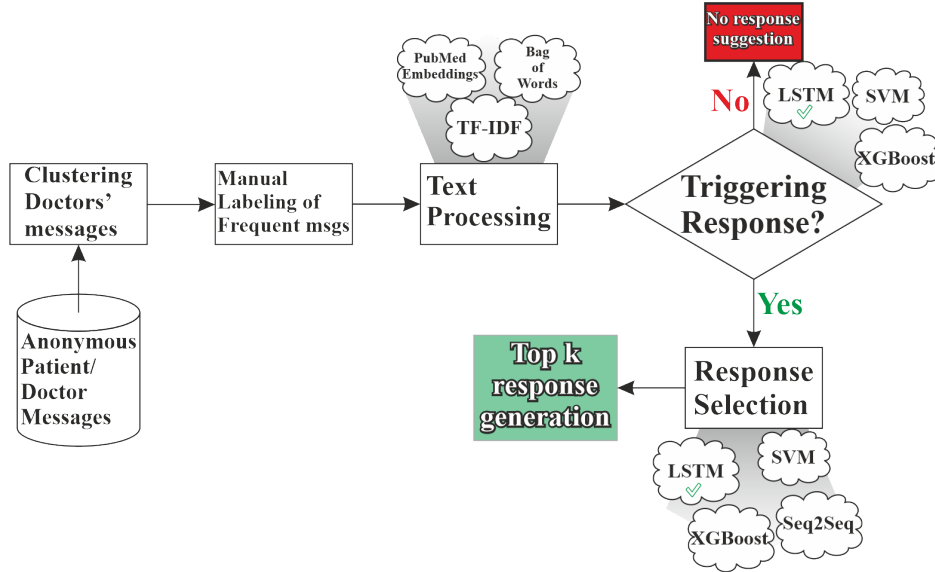 No response
suggestion
PubMed
Embeddings
Bag
of
Words
TF-IDF
No
LSTM
SVM
XGBoost
Clustering
Doctors’
messages
Manual
Labeling of
Frequent msgs
Text
Processing
Triggering
Response?
Yes
Anonymous
Patient/
Doctor
Messages
Top k
response
generation
Response
Selection
LSTM
SVM
XGBoost
Seq2Seq